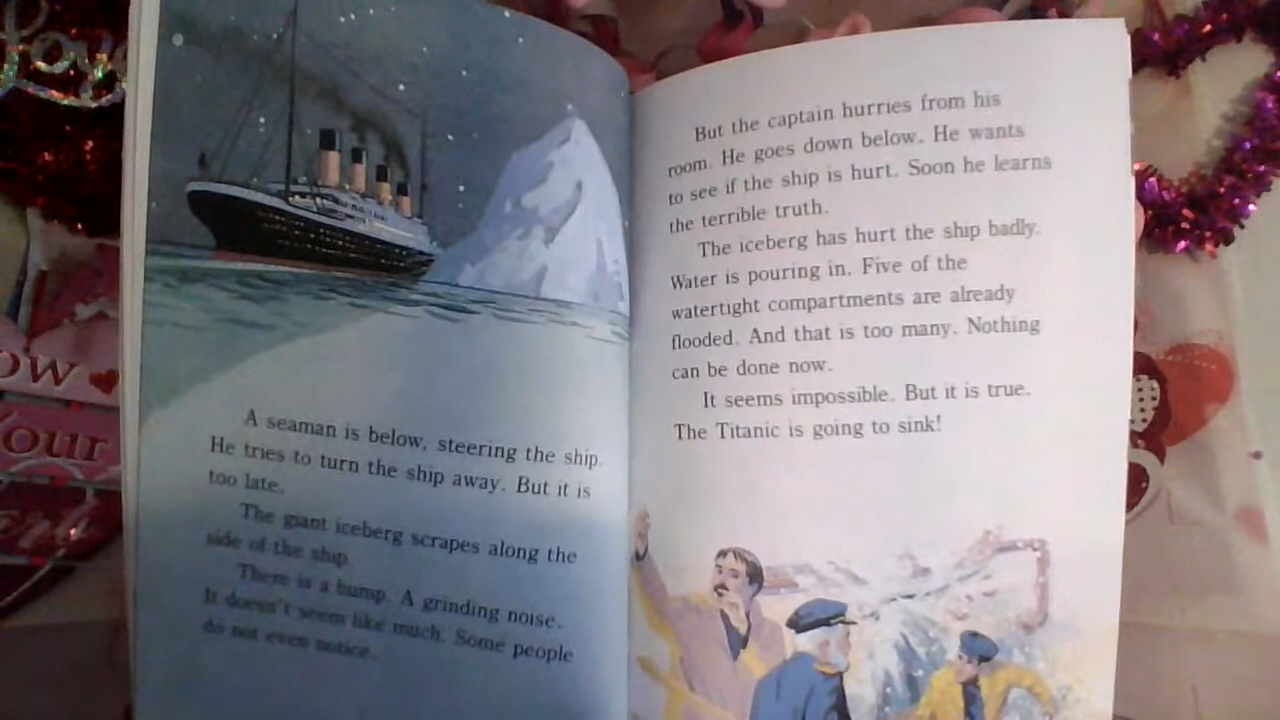 Love
ow
Your
A seaman is below, steering the ship.
He tries to turn the ship away. But it is
too late.
The giant iceberg scrapes along the
side of the ship.
There is a bump. A grinding noise.
It doesn't seem like much. Some people
do not even notice.
But the captain hurries from his
room. He goes down below. He wants
to see if the ship is hurt. Soon he learns
the terrible truth.
The iceberg has hurt the ship badly.
Water is pouring in. Five of the
watertight compartments are already
flooded. And that is too many. Nothing
can be done now.
It seems impossible. But it is true.
The Titanic is going to sink!